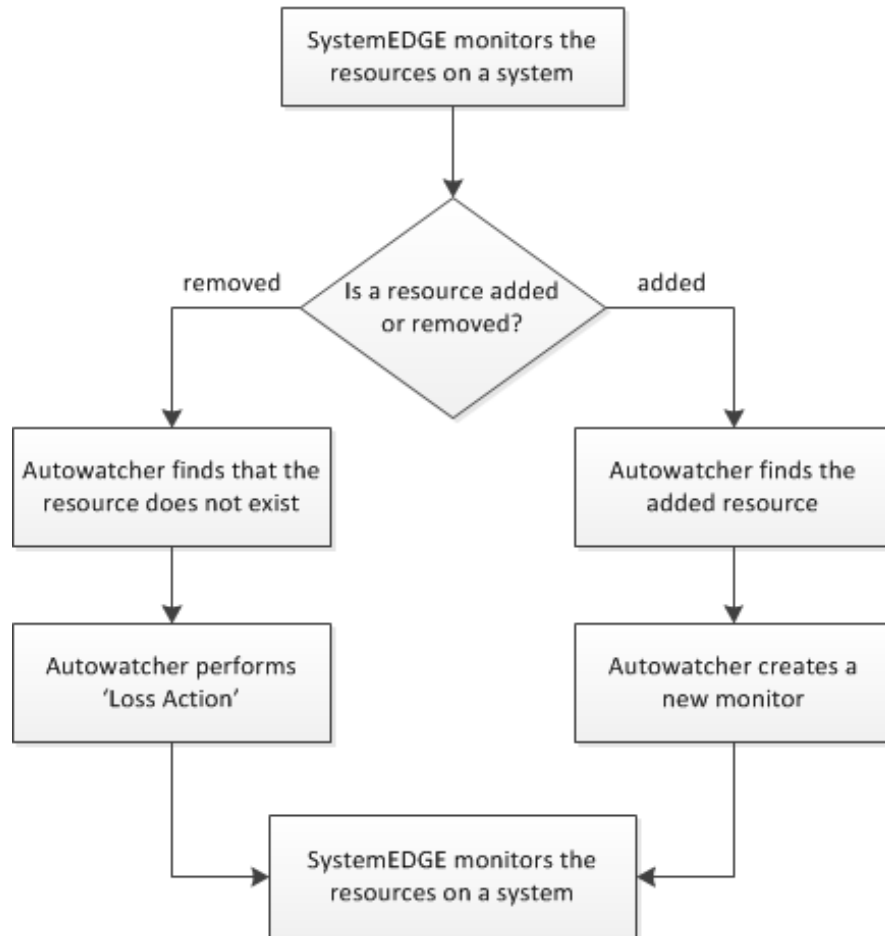 SystemEDGE monitors the
resources on a system
removed
Is a resource added
or removed?
added
Autowatcher finds that the
resource does not exist
Autowatcher finds the
added resource
Autowatcher performs
‘Loss Action’
Autowatcher creates a
new monitor
SystemEDGE monitors the
resources on a system